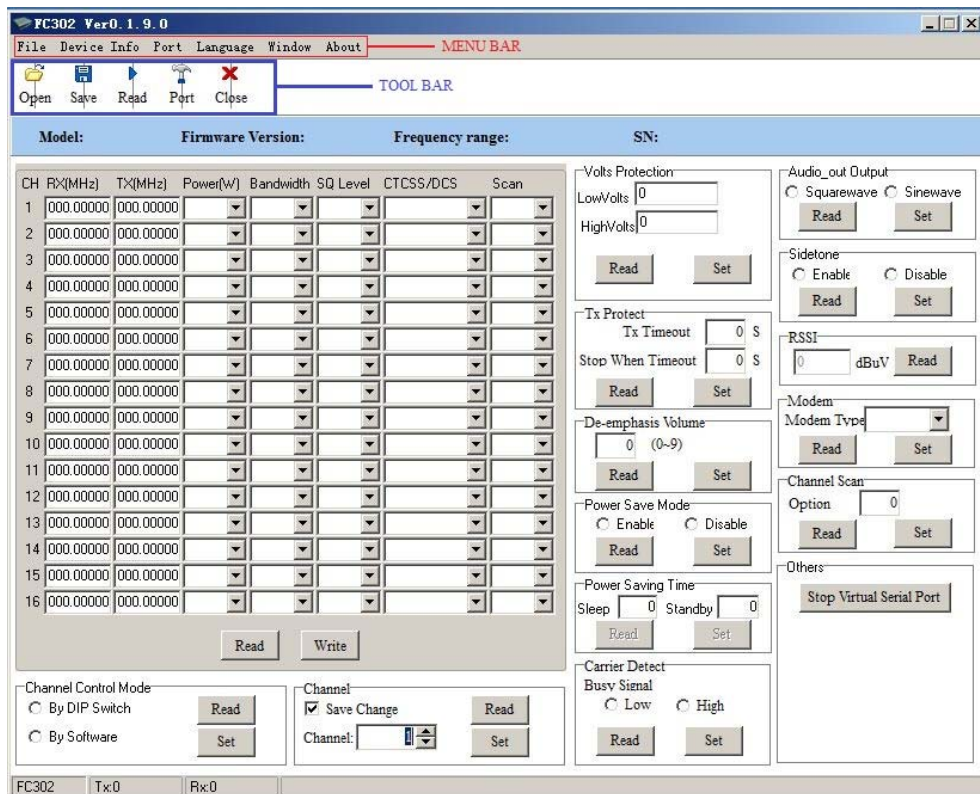 FC302 Ver0.1.9.0
File Device Info Port Language Window About
MENU BAR
Open Save Read Port Close
TOOL BAR
Model: Firmware Version: Frequency range: SN:
CH RX(MHz) TX(MHz) Power(W) Bandwidth SQ Level CTCSS/DCS Scan
1 000.00000 000.00000
2 000.00000 000.00000
3 000.00000 000.00000
4 000.00000 000.00000
5 000.00000 000.00000
6 000.00000 000.00000
7 000.00000 000.00000
8 000.00000 000.00000
9 000.00000 000.00000
10 000.00000 000.00000
11 000.00000 000.00000
12 000.00000 000.00000
13 000.00000 000.00000
14 000.00000 000.00000
15 000.00000 000.00000
16 000.00000 000.00000
Read Write
Channel Control Mode
By DIP Switch Read
By Software Set
Channel
Save Change Read
Channel: 1 Set
Volts Protection
LowVolts 0
HighVolts 0
Read Set
Tx Protect
Tx Timeout 0 S
Stop When Timeout 0 S
Read Set
De-emphasis Volume
0 (0~9)
Read Set
Power Save Mode
Enable Disable
Read Set
Power Saving Time
Sleep 0 Standby 0
Read Set
Carrier Detect
Busy Signal
Low High
Read Set
Audio_out Output
Squarewave Sinewave
Read Set
Sidetone
Enable Disable
Read Set
RSSI
0 dBuV Read
Modem
Modem Type
Read Set
Channel Scan
Option 0
Read Set
Others
Stop Virtual Serial Port
FC302 Tx:0 Rx:0